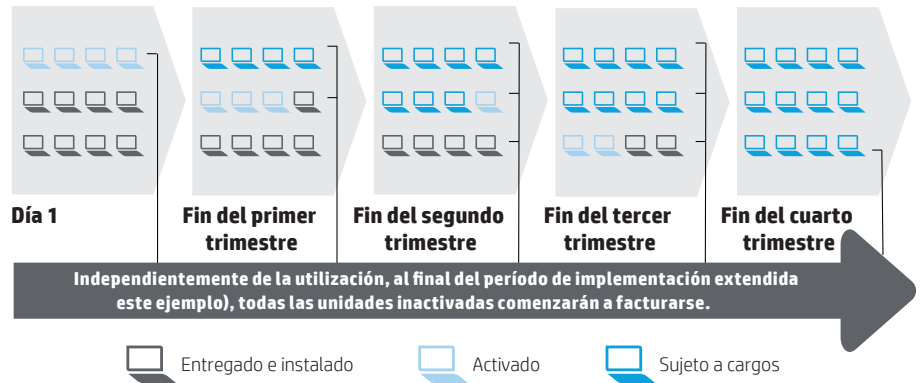 Día 1
Fin del primer
trimestre
Fin del segundo
trimestre
Fin del tercer
trimestre
Fin del cuarto
trimestre
Independientemente de la utilización, al final del período de implementación extendida
este ejemplo), todas las unidades inactivadas comenzarán a facturarse.
Entregado e instalado
Activado
Sujeto a cargos